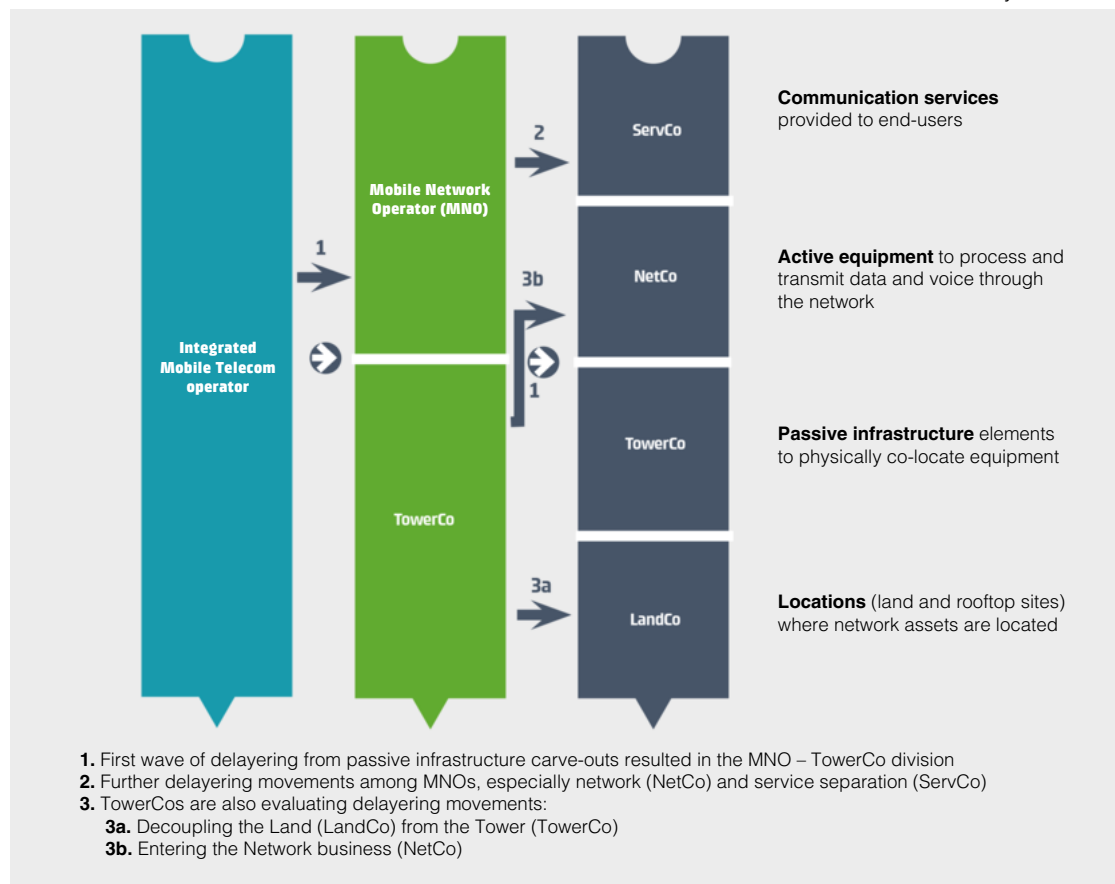 Integrated
Mobile Telecom
operator
1
Mobile Network
Operator (MNO)
TowerCo
2
3b
1
3a
ServCo
NetCo
TowerCo
LandCo
Communication services
provided to end-users
Active equipment to process and
transmit data and voice through
the network
Passive infrastructure elements
to physically co-locate equipment
Locations (land and rooftop sites)
where network assets are located
1. First wave of delayering from passive infrastructure carve-outs resulted in the MNO – TowerCo division
2. Further delayering movements among MNOs, especially network (NetCo) and service separation (ServCo)
3. TowerCos are also evaluating delayering movements:
3a. Decoupling the Land (LandCo) from the Tower (TowerCo)
3b. Entering the Network business (NetCo)